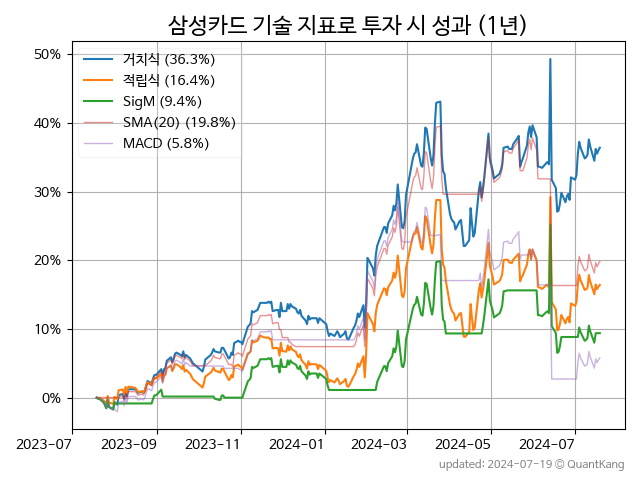 삼성카드 기술 지표로 투자 시 성과 (1년)
50%
40%
30%
20%
10%
0%
거치식 (36.3%)
적립식 (16.4%)
SigM (9.4%)
SMA(20) (19.8%)
MACD (5.8%)
2023-07 2023-09 2023-11 2024-01 2024-03 2024-05 2024-07
updated: 2024-07-19 © QuantKang